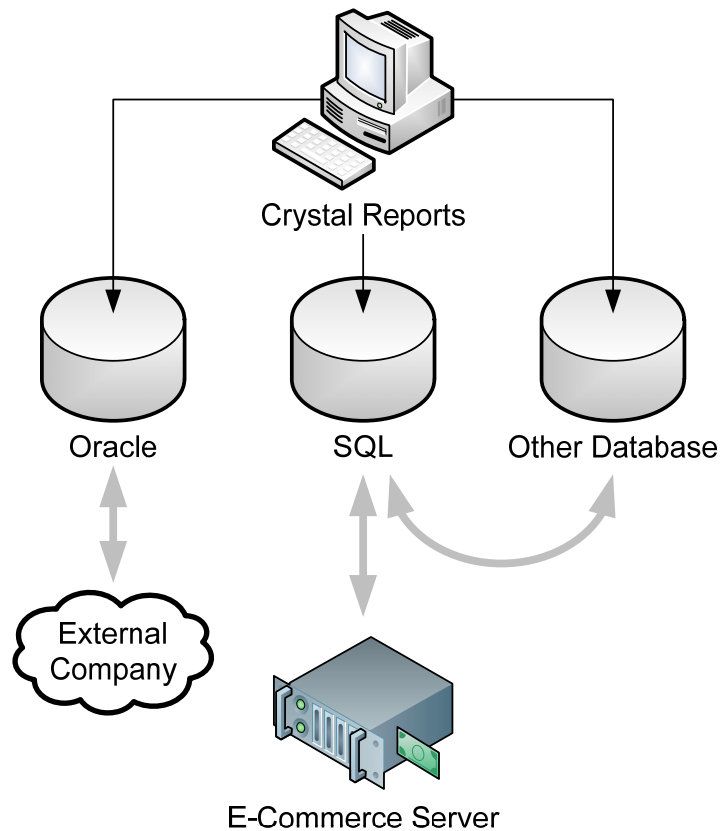 Crystal Reports
Oracle
SQL
Other Database
External
Company
E-Commerce Server